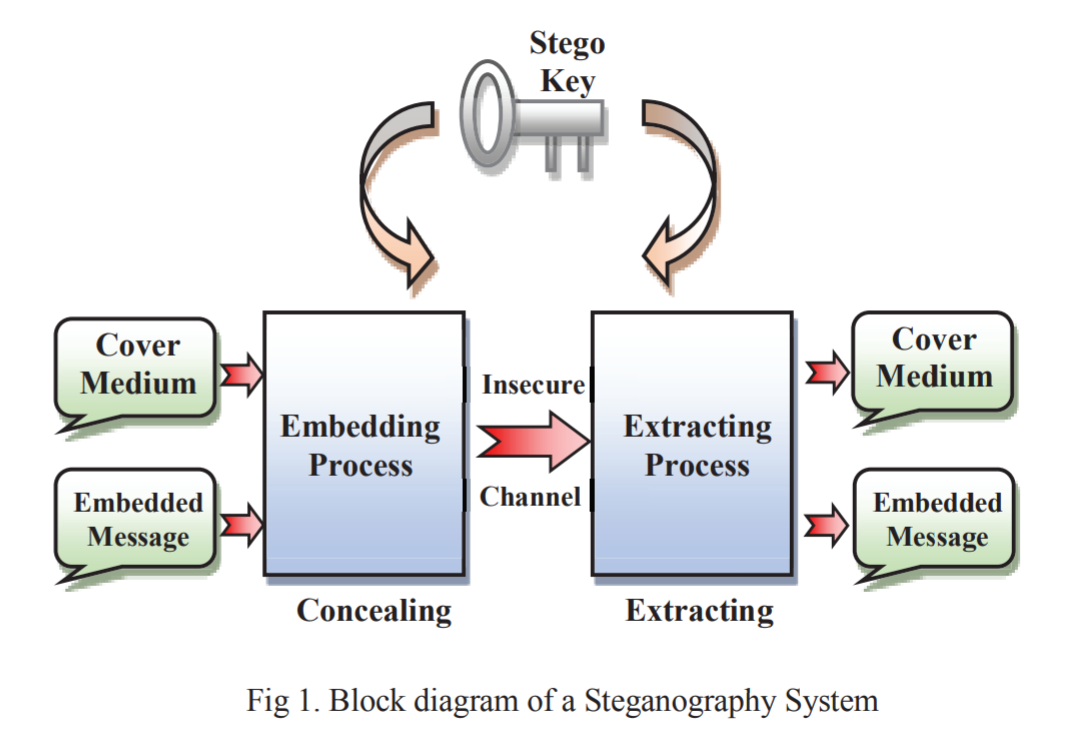 Stego
Key
Cover
Medium
Embedded
Message
Embedding
Process
Concealing
Insecure
Channel
Extracting
Process
Extracting
Cover
Medium
Embedded
Message
Fig 1. Block diagram of a Steganography System